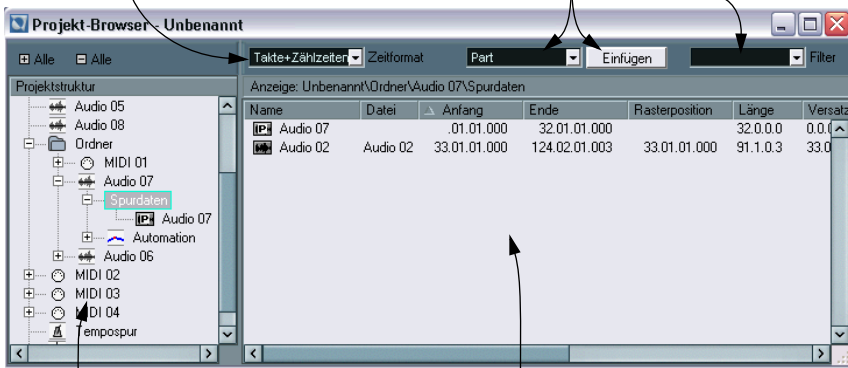 Projekt-Browser - Unbenannt
Alle Alle Takte+Zählzeiten Zeitformat Part Einfügen Filter
Projektstruktur
Anzeige: Unbenannt\Ordner\Audio 07\Spurdaten
Name Datei Anfang Ende Rasterposition Länge Versatz
Audio 07 .01.01.000 32.01.01.000 32.0.0.0 0.0.0
Audio 02 Audio 02 33.01.01.000 124.02.01.003 33.01.01.000 91.1.0.3 33.0
Audio 05
Audio 08
Ordner
MIDI 01
Audio 07
Spurdaten
Audio 07
Automation
Audio 06
MIDI 02
MIDI 03
MIDI 04
Tempospur